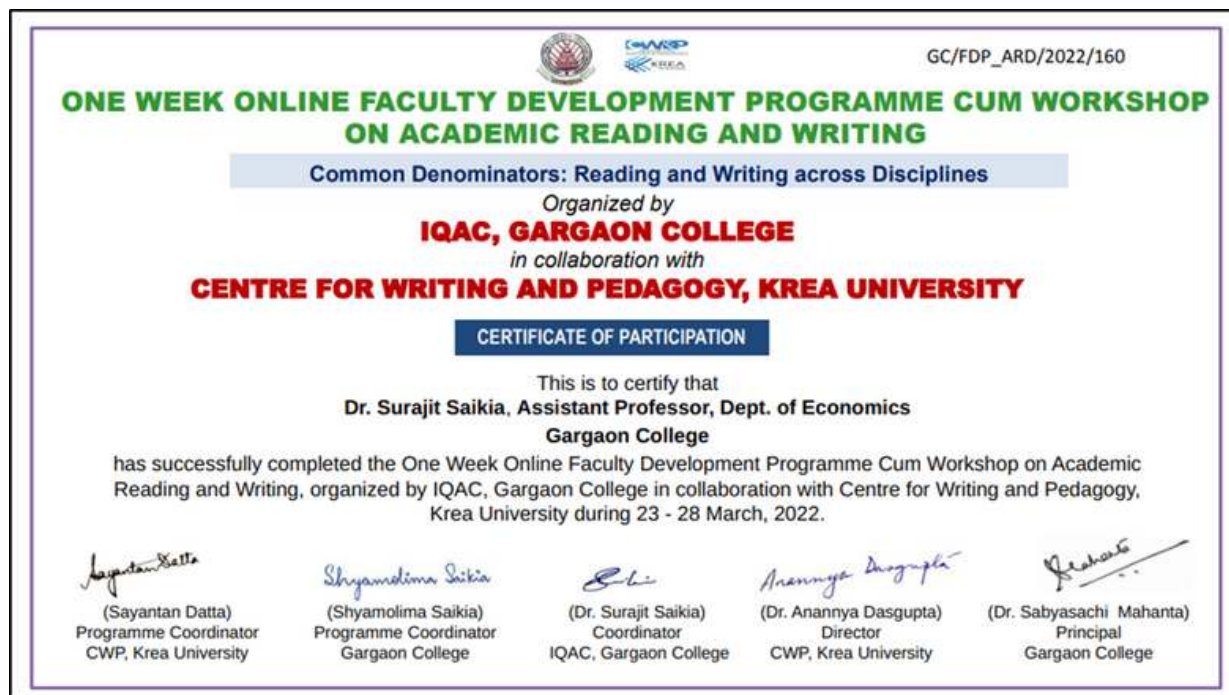 CWP
KREA
GC/FDP_ARD/2022/160
ONE WEEK ONLINE FACULTY DEVELOPMENT PROGRAMME CUM WORKSHOP
ON ACADEMIC READING AND WRITING
Common Denominators: Reading and Writing across Disciplines
Organized by
IQAC, GARGAON COLLEGE
in collaboration with
CENTRE FOR WRITING AND PEDAGOGY, KREA UNIVERSITY
CERTIFICATE OF PARTICIPATION
This is to certify that
Dr. Surajit Saikia, Assistant Professor, Dept. of Economics
Gargaon College
has successfully completed the One Week Online Faculty Development Programme Cum Workshop on Academic
Reading and Writing, organized by IQAC, Gargaon College in collaboration with Centre for Writing and Pedagogy,
Krea University during 23 - 28 March, 2022.
Sayantan Datta Shyamolima Saikia Anannya Dasgupta
(Sayantan Datta) (Shyamolima Saikia) (Dr. Surajit Saikia) (Dr. Anannya Dasgupta) (Dr. Sabyasachi Mahanta)
Programme Coordinator Programme Coordinator Coordinator Director Principal
CWP, Krea University Gargaon College IQAC, Gargaon College CWP, Krea University Gargaon College